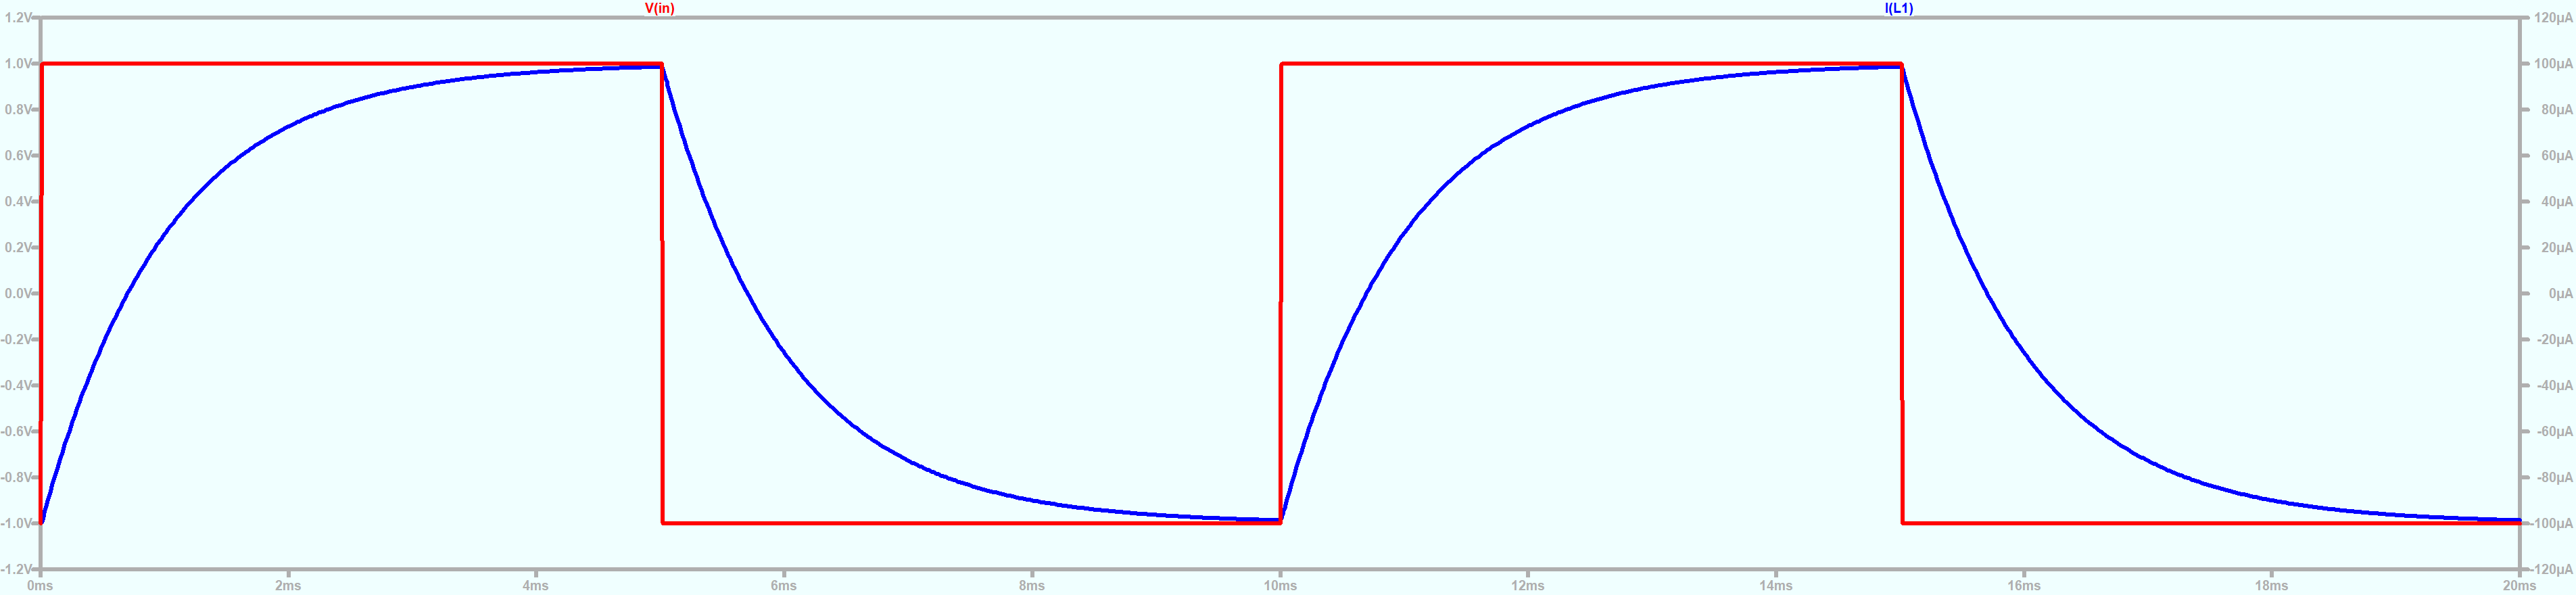 V(in) I(L1)
1.2V 120µA
1.0V 100µA
0.8V 80µA
0.6V 60µA
0.4V 40µA
0.2V 20µA
0.0V 0µA
-0.2V -20µA
-0.4V -40µA
-0.6V -60µA
-0.8V -80µA
-1.0V -100µA
-1.2V -120µA
0ms 2ms 4ms 6ms 8ms 10ms 12ms 14ms 16ms 18ms 20ms